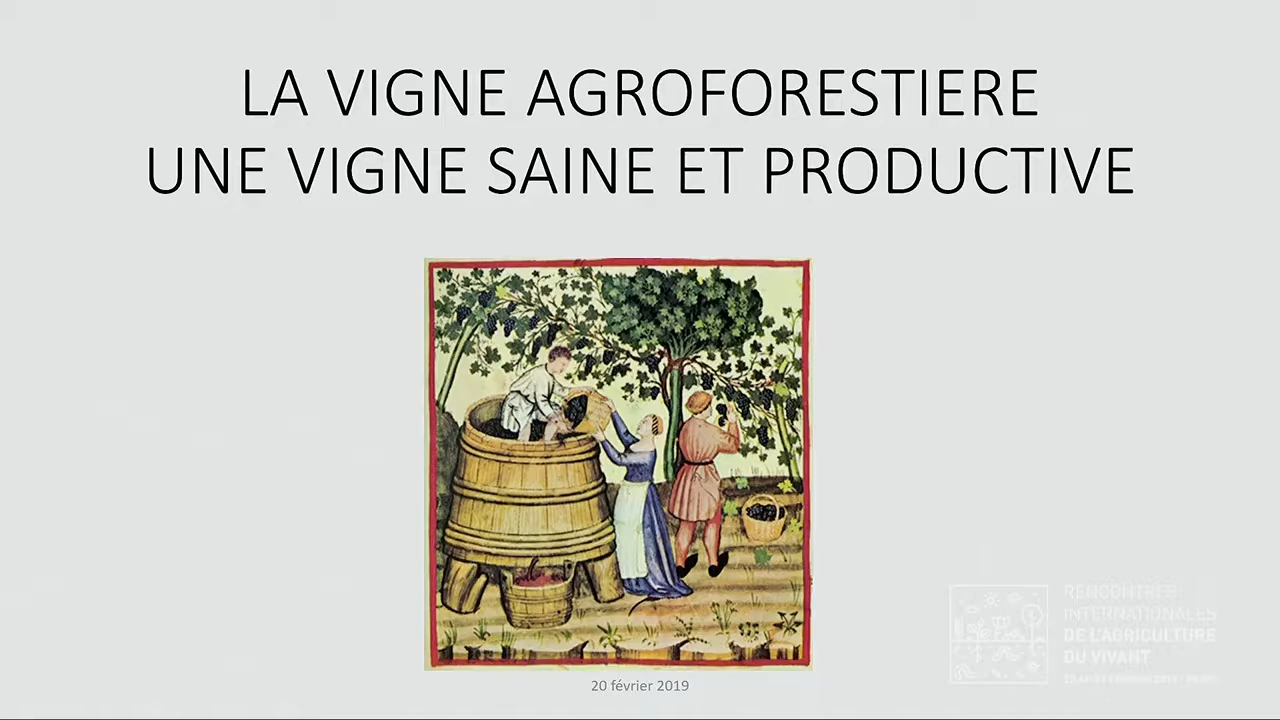 LA VIGNE AGROFORESTIERE
UNE VIGNE SAINE ET PRODUCTIVE
20 février 2019
RENCONTRES
INTERNATIONALES
DE L'AGRICULTURE
DU VIVANT